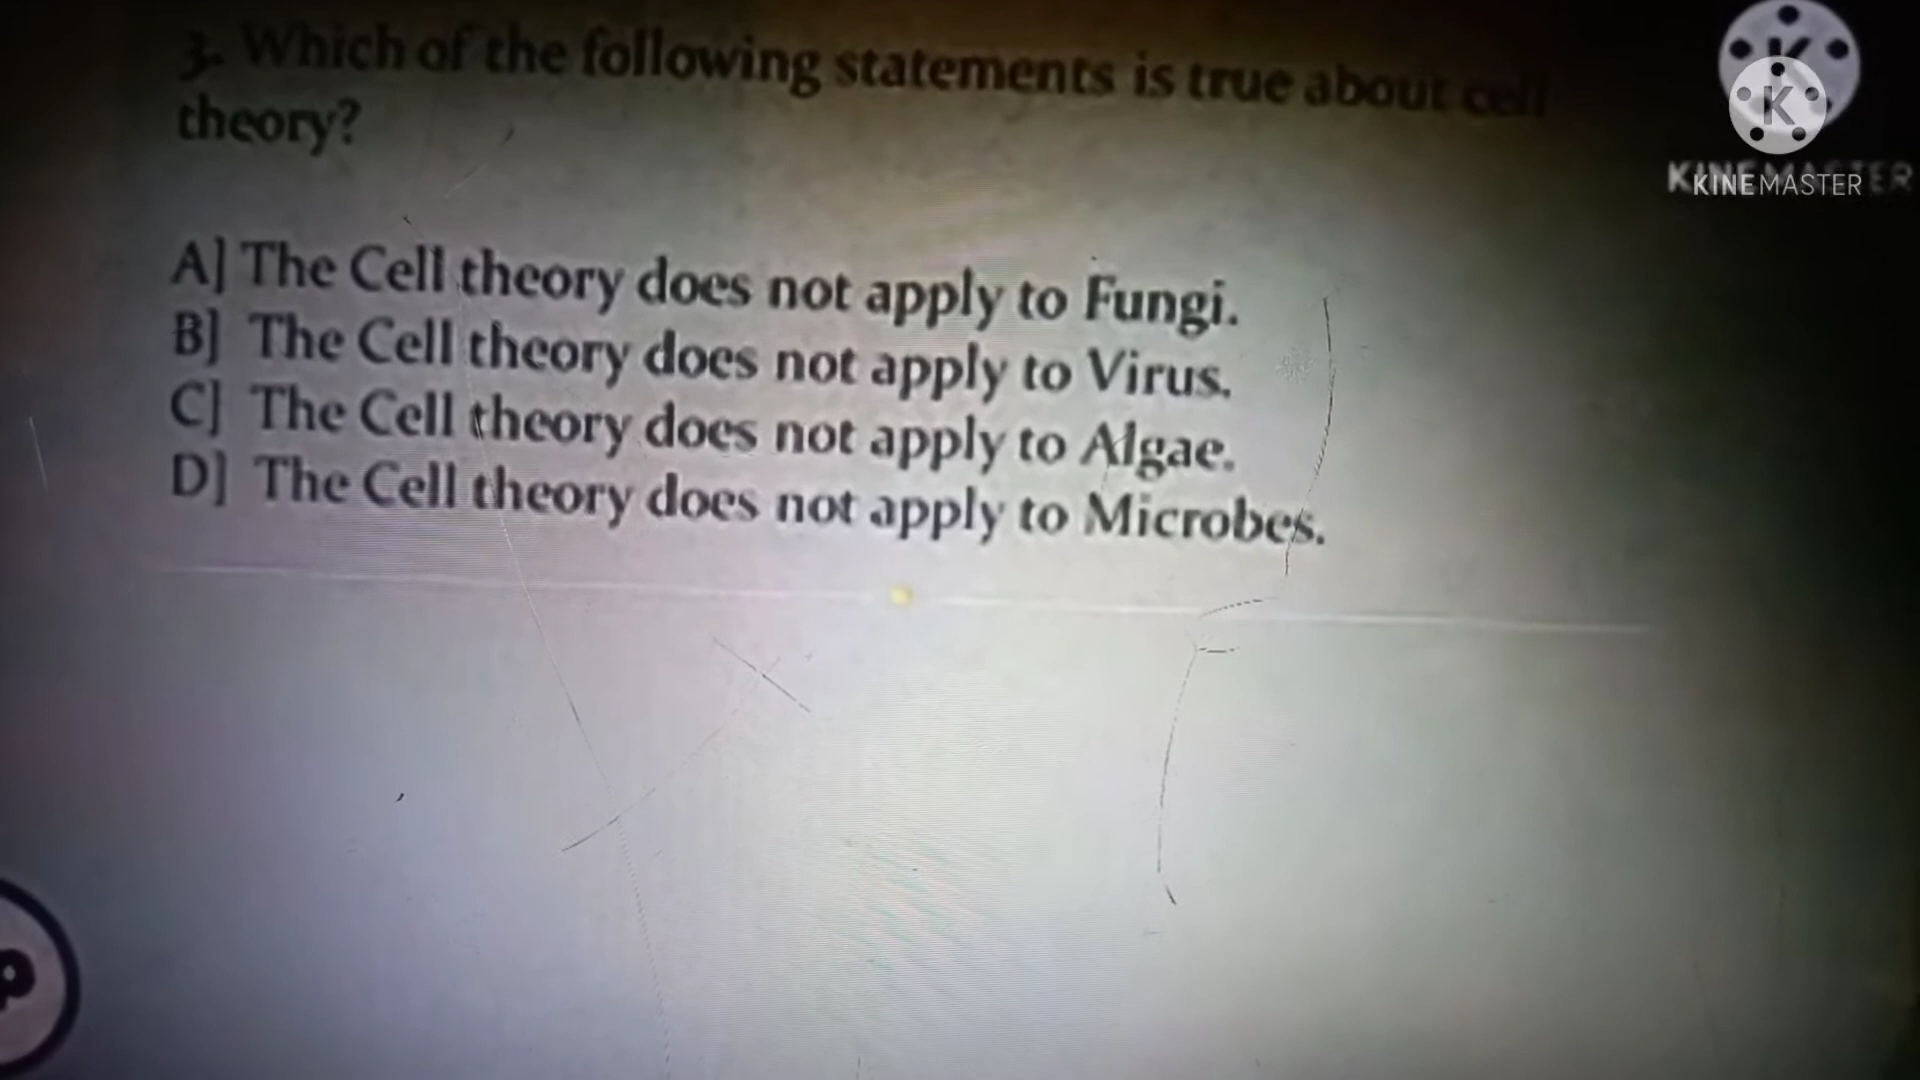 3. Which of the following statements is true about cell
theory?
A] The Cell theory does not apply to Fungi.
B] The Cell theory does not apply to Virus.
C] The Cell theory does not apply to Algae.
D] The Cell theory does not apply to Microbes.
K
K
KINEMASTER
KINEMASTER